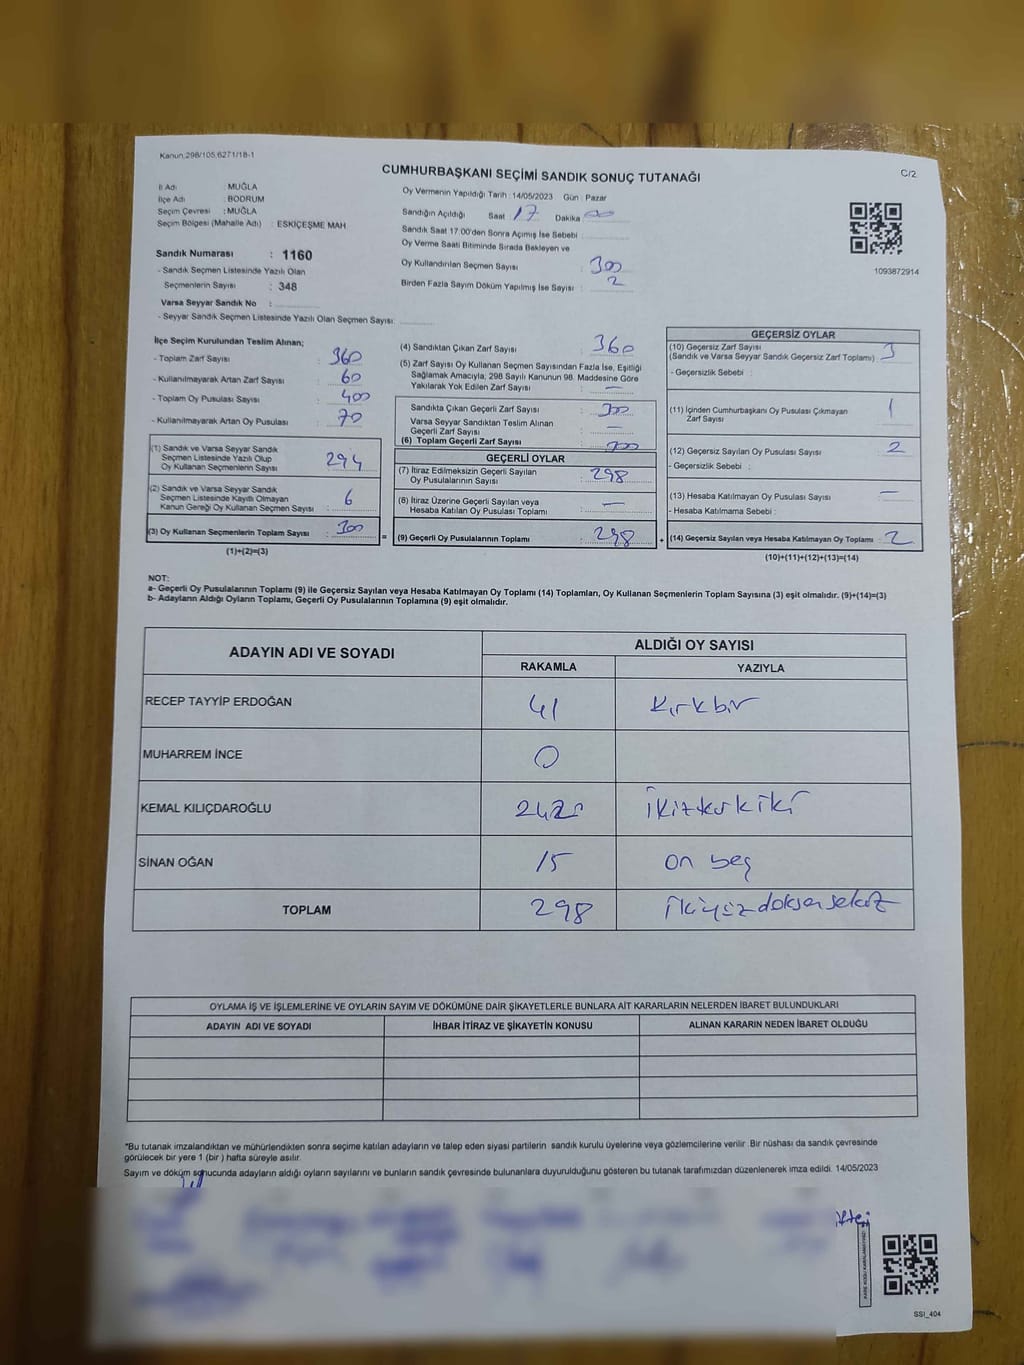 Kanun,298/105,6271/18-1
C/2
CUMHURBAŞKANI SEÇİMİ SANDIK SONUÇ TUTANAĞI
İl Adı : MUĞLA
İlçe Adı : BODRUM
Seçim Çevresi : MUĞLA
Seçim Bölgesi (Mahalle Adı) : ESKİÇEŞME MAH
Sandık Numarası : 1160
- Sandık Seçmen Listesinde Yazılı Olan
Seçmenlerin Sayısı : 348
Varsa Seyyar Sandık No :
- Seyyar Sandık Seçmen Listesinde Yazılı Olan Seçmen Sayısı:
Oy Vermenin Yapıldığı Tarih : 14/05/2023 Gün : Pazar
Sandığın Açıldığı Saat : 17 Dakika : 00
Sandık Saat 17:00'den Sonra Açılmış İse Sebebi :
Oy Verme Saati Bitiminde Sırada Bekleyen ve
Oy Kullandırılan Seçmen Sayısı : 300
Birden Fazla Sayım Döküm Yapılmış İse Sayısı : 2
1093872914
İlçe Seçim Kurulundan Teslim Alınan;
- Toplam Zarf Sayısı : 360
- Kullanılmayarak Artan Zarf Sayısı : 60
- Toplam Oy Pusulası Sayısı : 400
- Kullanılmayarak Artan Oy Pusulası : 70
(1) Sandık ve Varsa Seyyar Sandık
Seçmen Listesinde Yazılı Olup
Oy Kullanan Seçmenlerin Sayısı : 294
(2) Sandık ve Varsa Seyyar Sandık
Seçmen Listesinde Kayıtlı Olmayan
Kanun Gereği Oy Kullanan Seçmen Sayısı : 6
(3) Oy Kullanan Seçmenlerin Toplam Sayısı : 300
(1)+(2)=(3)
=
(4) Sandıktan Çıkan Zarf Sayısı : 360
(5) Zarf Sayısı Oy Kullanan Seçmen Sayısından Fazla İse, Eşitliği
Sağlamak Amacıyla; 298 Sayılı Kanunun 98. Maddesine Göre
Yakılarak Yok Edilen Zarf Sayısı : —
Sandıkta Çıkan Geçerli Zarf Sayısı : 300
Varsa Seyyar Sandıktan Teslim Alınan
Geçerli Zarf Sayısı : —
(6) Toplam Geçerli Zarf Sayısı : 300
GEÇERLİ OYLAR
(7) İtiraz Edilmeksizin Geçerli Sayılan
Oy Pusulalarının Sayısı : 298
(8) İtiraz Üzerine Geçerli Sayılan veya
Hesaba Katılan Oy Pusulası Toplamı : —
(9) Geçerli Oy Pusulalarının Toplamı : 298
+
GEÇERSİZ OYLAR
(10) Geçersiz Zarf Sayısı
(Sandık ve Varsa Seyyar Sandık Geçersiz Zarf Toplamı) : 3
- Geçersizlik Sebebi :
(11) İçinden Cumhurbaşkanı Oy Pusulası Çıkmayan
Zarf Sayısı : 1
(12) Geçersiz Sayılan Oy Pusulası Sayısı : 2
- Geçersizlik Sebebi :
(13) Hesaba Katılmayan Oy Pusulası Sayısı : —
- Hesaba Katılmama Sebebi :
(14) Geçersiz Sayılan veya Hesaba Katılmayan Oy Toplamı : 2
(10)+(11)+(12)+(13)=(14)
NOT:
a- Geçerli Oy Pusulalarının Toplamı (9) ile Geçersiz Sayılan veya Hesaba Katılmayan Oy Toplamı (14) Toplamları, Oy Kullanan Seçmenlerin Toplam Sayısına (3) eşit olmalıdır. (9)+(14)=(3)
b- Adayların Aldığı Oyların Toplamı, Geçerli Oy Pusulalarının Toplamına (9) eşit olmalıdır.
ADAYIN ADI VE SOYADI ALDIĞI OY SAYISI
RAKAMLA YAZIYLA
RECEP TAYYİP ERDOĞAN 41 kırkbir
MUHARREM İNCE 0
KEMAL KILIÇDAROĞLU 242
SİNAN OĞAN 15 on beş
TOPLAM 298 ikiyüzdoksansekiz
OYLAMA İŞ VE İŞLEMLERİNE VE OYLARIN SAYIM VE DÖKÜMÜNE DAİR ŞİKAYETLERLE BUNLARA AİT KARARLARIN NELERDEN İBARET BULUNDUKLARI
ADAYIN ADI VE SOYADI İHBAR İTİRAZ VE ŞİKAYETİN KONUSU ALINAN KARARIN NEDEN İBARET OLDUĞU
*Bu tutanak imzalandıktan ve mühürlendikten sonra seçime katılan adayların ve talep eden siyasi partilerin sandık kurulu üyelerine veya gözlemcilerine verilir. Bir nüshası da sandık çevresinde
görülecek bir yere 1 (bir ) hafta süreyle asılır.
Sayım ve döküm sonucunda adayların aldığı oyların sayılarını ve bunların sandık çevresinde bulunanlara duyurulduğunu gösteren bu tutanak tarafımızdan düzenlenerek imza edildi. 14/05/2023
KARE KODU KARALAMAYINIZ
SSI_404